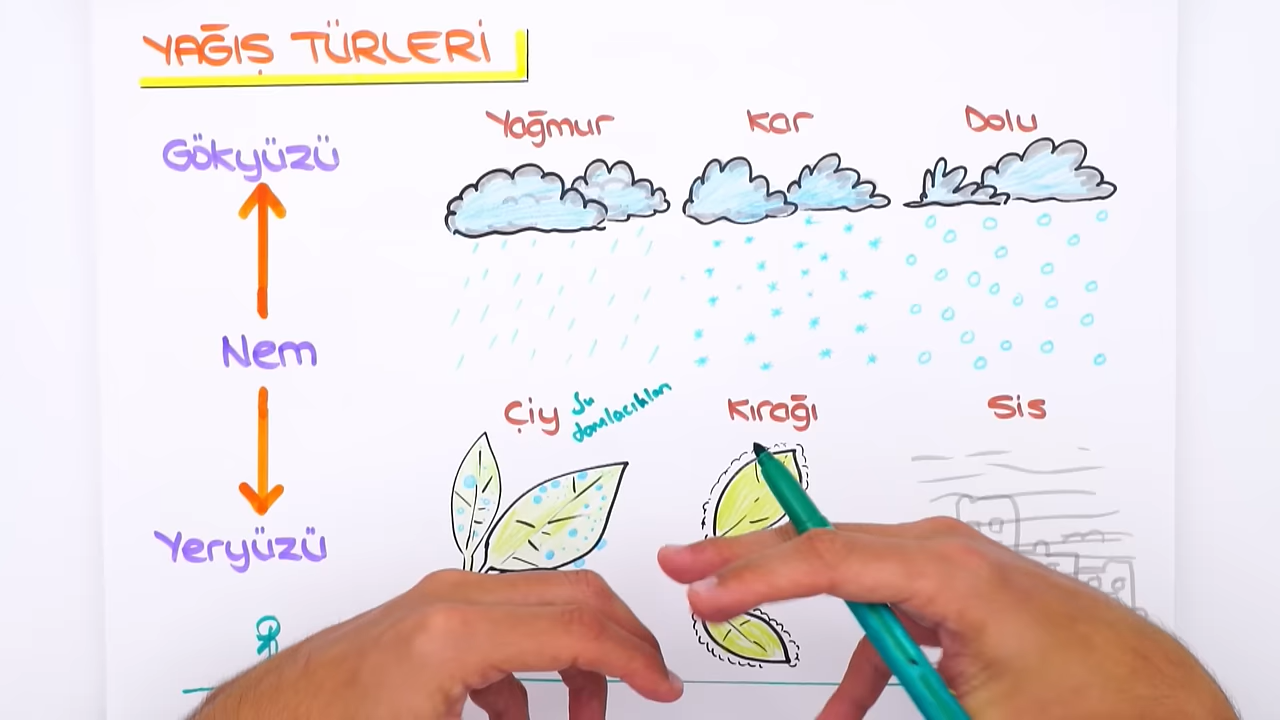 YAĞIŞ TÜRLERİ
Gökyüzü
Nem
Yeryüzü
Yağmur
Kar
Dolu
Çiy
Su
damlacıkları
Kırağı
Sis